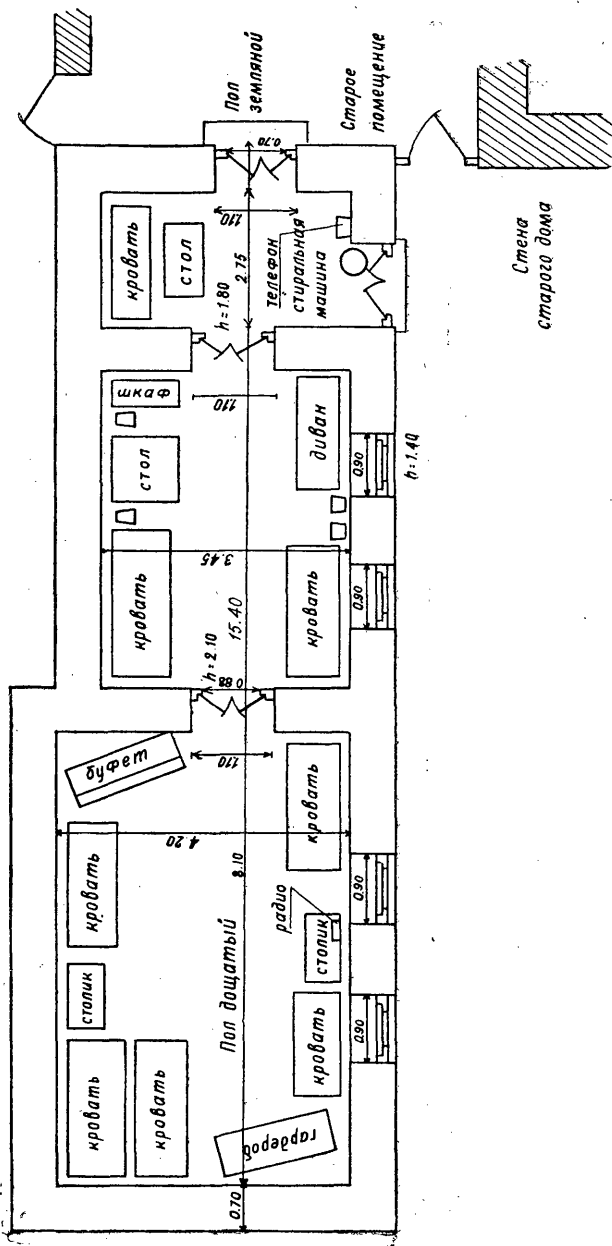 Пол
земляной
Старое
помещение
Стена
старого дома
0.70
1.10
кровать
стол
телефон
стиральная
машина
2.75
h=1.80
шкаф
стол
1.10
диван
0.90
h=1.40
кровать
3.45
15.40
кровать
0.90
h=2.10
0.88
1.10
буфет
кровать
4.20
8.10
кровать
0.90
радио
столик
столик
Пол дощатый
кровать
0.90
кровать
кровать
гардероб
0.70